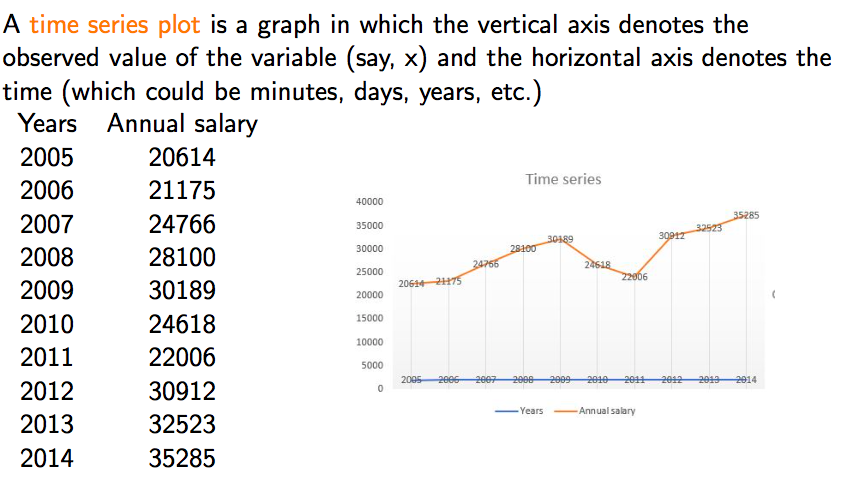 A time series plot is a graph in which the vertical axis denotes the
observed value of the variable (say, x) and the horizontal axis denotes the
time (which could be minutes, days, years, etc.)
Years Annual salary
2005 20614
2006 21175
2007 24766
2008 28100
2009 30189
2010 24618
2011 22006
2012 30912
2013 32523
2014 35285
Time series
40000
35000
30000
25000
20000
15000
10000
5000
0
20614 21175 24766 28100 30189 24618 22006 30912 32523 35285
2005 2006 2007 2008 2009 2010 2011 2012 2013 2014
Years Annual salary